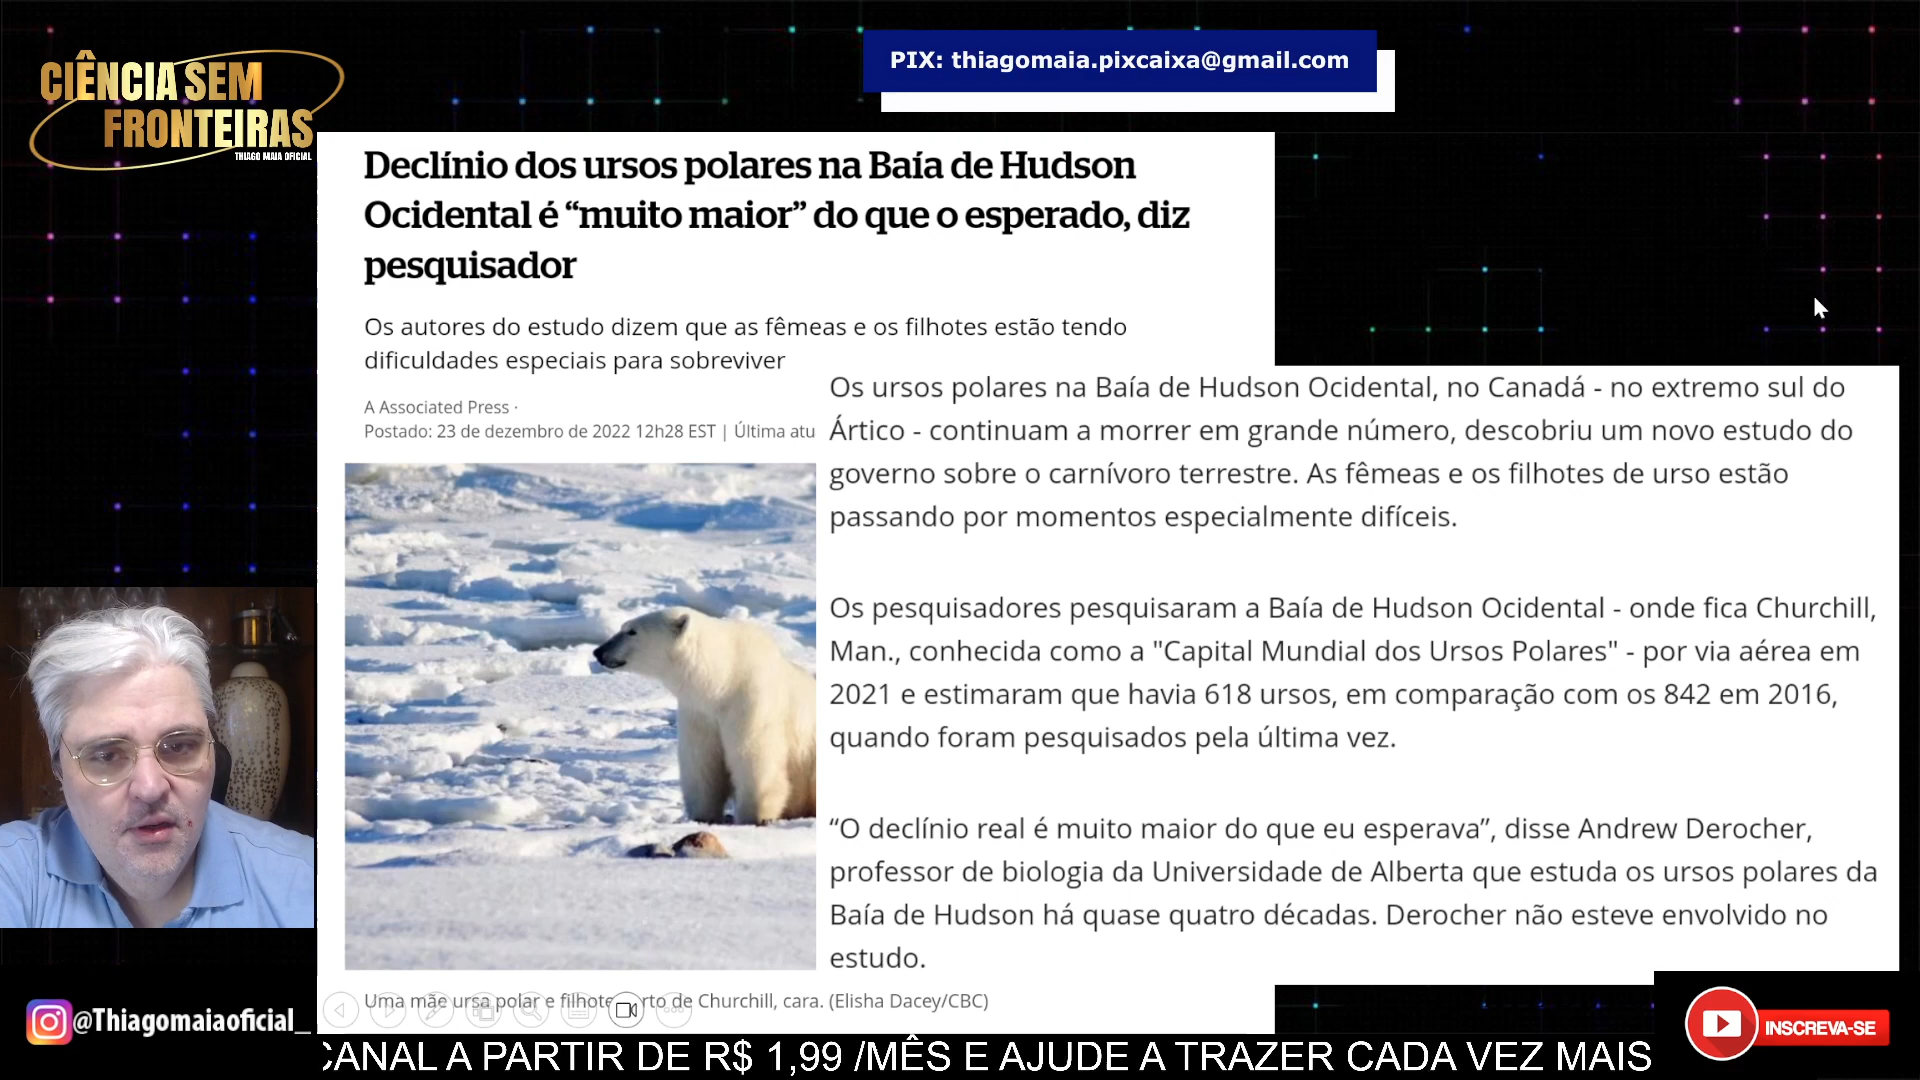 PIX: thiagomaia.pixcaixa@gmail.com
CIÊNCIA SEM
FRONTEIRAS
THIAGO MAIA OFICIAL
Declínio dos ursos polares na Baía de Hudson
Ocidental é “muito maior” do que o esperado, diz
pesquisador
Os autores do estudo dizem que as fêmeas e os filhotes estão tendo
dificuldades especiais para sobreviver
A Associated Press ·
Postado: 23 de dezembro de 2022 12h28 EST | Última atu
Os ursos polares na Baía de Hudson Ocidental, no Canadá - no extremo sul do
Ártico - continuam a morrer em grande número, descobriu um novo estudo do
governo sobre o carnívoro terrestre. As fêmeas e os filhotes de urso estão
passando por momentos especialmente difíceis.
Os pesquisadores pesquisaram a Baía de Hudson Ocidental - onde fica Churchill,
Man., conhecida como a "Capital Mundial dos Ursos Polares" - por via aérea em
2021 e estimaram que havia 618 ursos, em comparação com os 842 em 2016,
quando foram pesquisados pela última vez.
“O declínio real é muito maior do que eu esperava”, disse Andrew Derocher,
professor de biologia da Universidade de Alberta que estuda os ursos polares da
Baía de Hudson há quase quatro décadas. Derocher não esteve envolvido no
estudo.
Uma mãe ursa polar e filhote rto de Churchill, cara. (Elisha Dacey/CBC)
@Thiagomaiaoficial_
INSCREVA-SE
CANAL A PARTIR DE R$ 1,99 /MÊS E AJUDE A TRAZER CADA VEZ MAIS